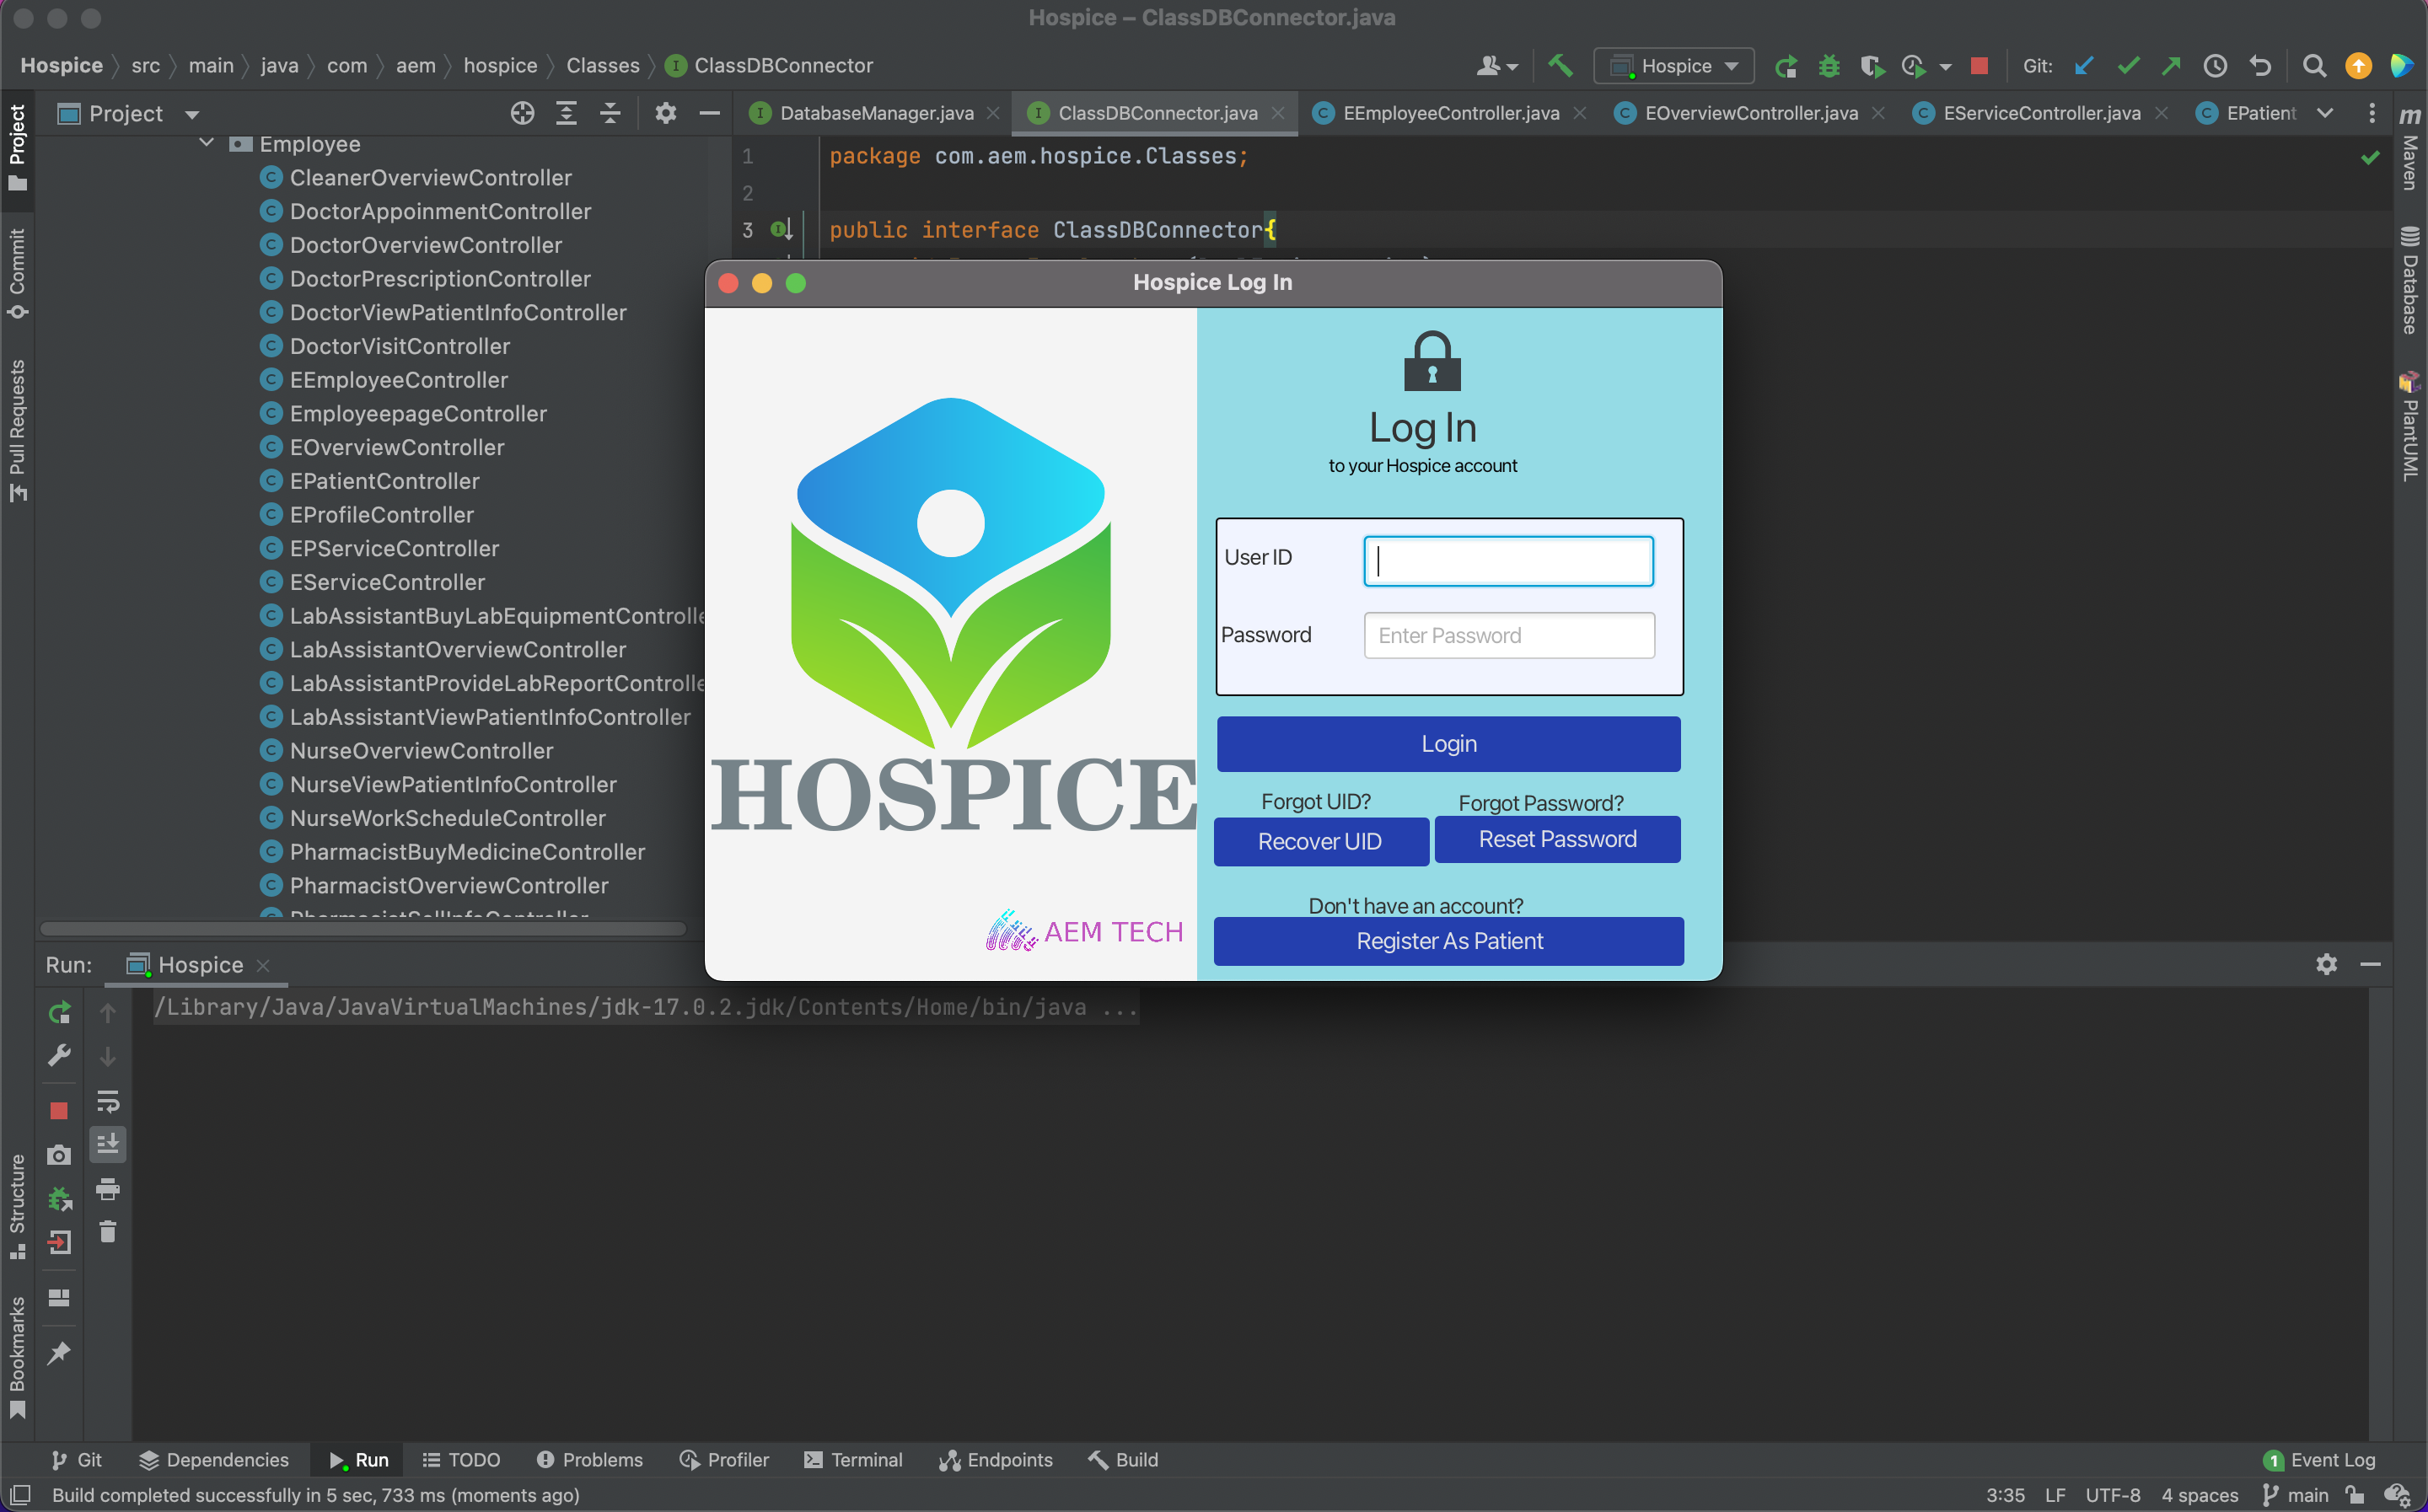 Hospice – ClassDBConnector.java
Hospice src main java com aem hospice Classes ClassDBConnector
Hospice
Git:
Project
DatabaseManager.java
ClassDBConnector.java
EEmployeeController.java
EOverviewController.java
EServiceController.java
EPatient
Project
Commit
Pull Requests
Structure
Bookmarks
Maven
Database
PlantUML
Employee
CleanerOverviewController
DoctorAppoinmentController
DoctorOverviewController
DoctorPrescriptionController
DoctorViewPatientInfoController
DoctorVisitController
EEmployeeController
EmployeepageController
EOverviewController
EPatientController
EProfileController
EPServiceController
EServiceController
LabAssistantBuyLabEquipmentControlle
LabAssistantOverviewController
LabAssistantProvideLabReportControlle
LabAssistantViewPatientInfoController
NurseOverviewController
NurseViewPatientInfoController
NurseWorkScheduleController
PharmacistBuyMedicineController
PharmacistOverviewController
1 package com.aem.hospice.Classes;
2
3 public interface ClassDBConnector{
Hospice Log In
HOSPICE
AEM TECH
Log In
to your Hospice account
User ID
Password
Enter Password
Login
Forgot UID?
Forgot Password?
Recover UID
Reset Password
Don't have an account?
Register As Patient
Run:
Hospice
/Library/Java/JavaVirtualMachines/jdk-17.0.2.jdk/Contents/Home/bin/java ...
Git
Dependencies
Run
TODO
Problems
Profiler
Terminal
Endpoints
Build
1 Event Log
Build completed successfully in 5 sec, 733 ms (moments ago)
3:35 LF UTF-8 4 spaces main